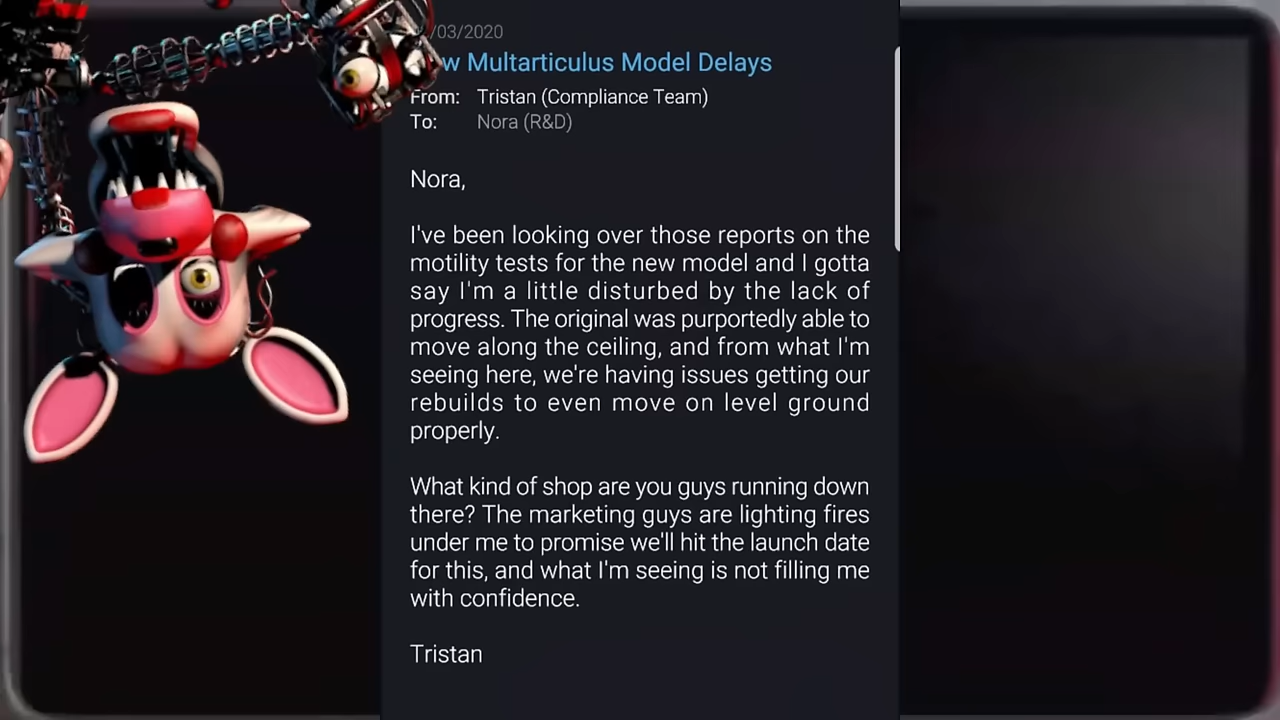 /03/2020
w Multarticulus Model Delays
From: Tristan (Compliance Team)
To: Nora (R&D)
Nora,
I've been looking over those reports on the
motility tests for the new model and I gotta
say I'm a little disturbed by the lack of
progress. The original was purportedly able to
move along the ceiling, and from what I'm
seeing here, we're having issues getting our
rebuilds to even move on level ground
properly.
What kind of shop are you guys running down
there? The marketing guys are lighting fires
under me to promise we'll hit the launch date
for this, and what I'm seeing is not filling me
with confidence.
Tristan